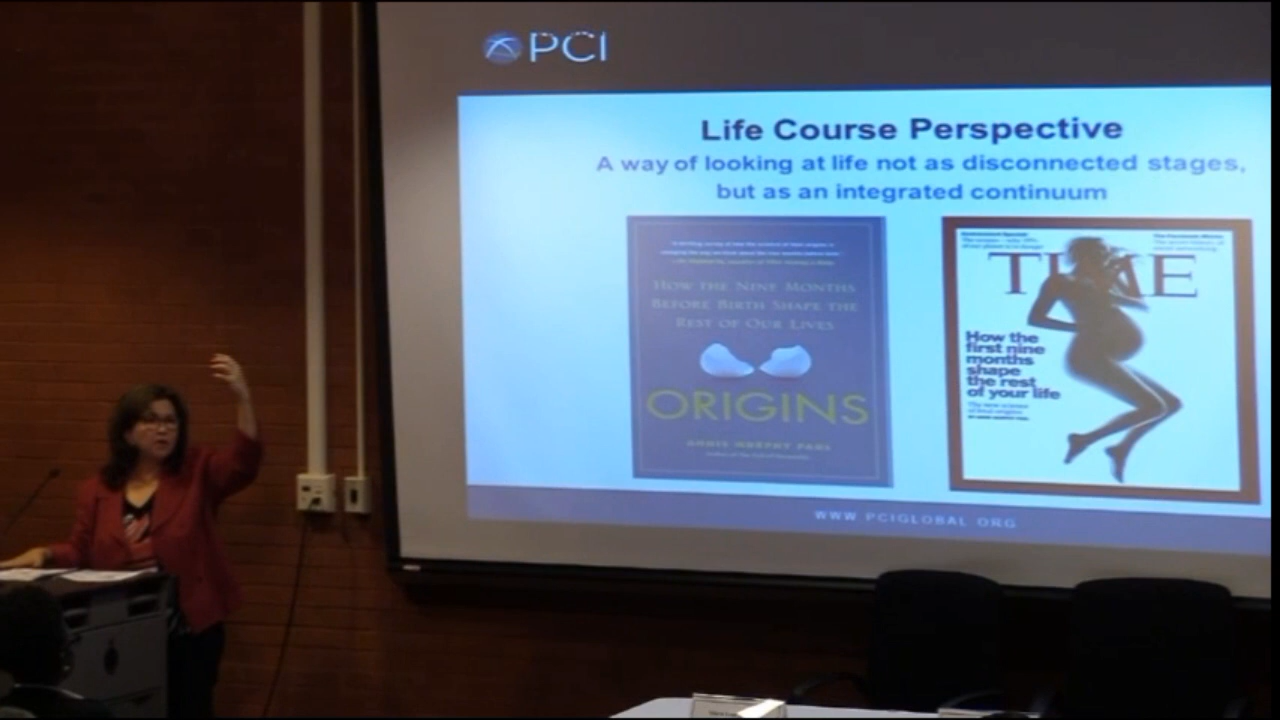 PCI
Life Course Perspective
A way of looking at life not as disconnected stages,
but as an integrated continuum
HOW THE NINE MONTHS
BEFORE BIRTH SHAPE THE
REST OF OUR LIVES
ORIGINS
TIME
How the
first nine
months
shape
the rest
of your life
WWW PCIGLOBAL ORG